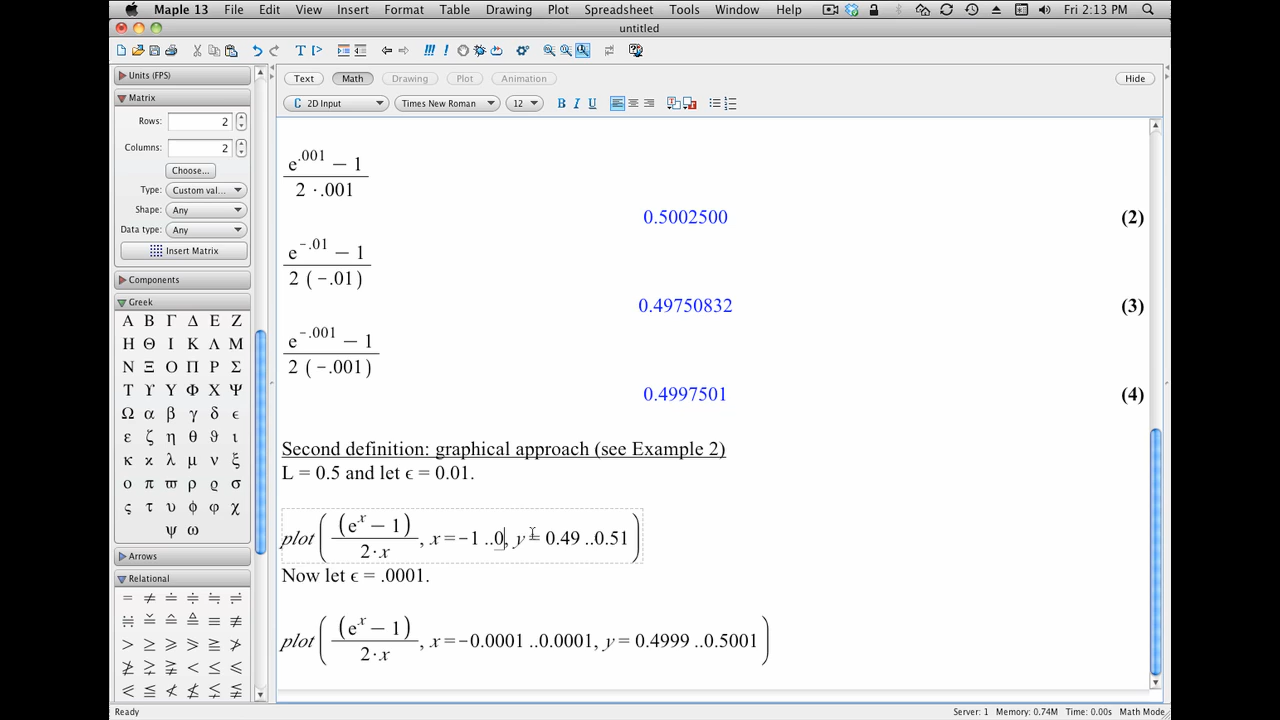 Maple 13 File Edit View Insert Format Table Drawing Plot Spreadsheet Tools Window Help Fri 2:13 PM
untitled
Text Math Drawing Plot Animation Hide
C 2D Input Times New Roman 12 B I U
Units (FPS)
Matrix
Rows: 2
Columns: 2
Choose...
Type: Custom val...
Shape: Any
Data type: Any
Insert Matrix
Components
Greek
Α Β Γ Δ Ε Ζ
Η Θ Ι Κ Λ Μ
Ν Ξ Ο Π Ρ Σ
Τ Υ Φ Χ Ψ
Ω α β γ δ ϵ
ε ζ η θ ϑ ι
κ ϰ λ μ ν ξ
ο π ϖ ρ ϱ σ
ς τ υ φ ϕ χ
ψ ω
Arrows
Relational
= ≠ ≐
> ≥
< ≤
e^.001 − 1
2 ·.001
0.5002500 (2)
e^−.01 − 1
2 (−.01)
0.49750832 (3)
e^−.001 − 1
2 (−.001)
0.4997501 (4)
Second definition: graphical approach (see Example 2)
L = 0.5 and let ϵ = 0.01.
plot( (e^x − 1) / 2·x , x = −1 ..0, y = 0.49 ..0.51 )
Now let ϵ = .0001.
plot( (e^x − 1) / 2·x , x = −0.0001 ..0.0001, y = 0.4999 ..0.5001 )
Ready Server: 1 Memory: 0.74M Time: 0.00s Math Mode